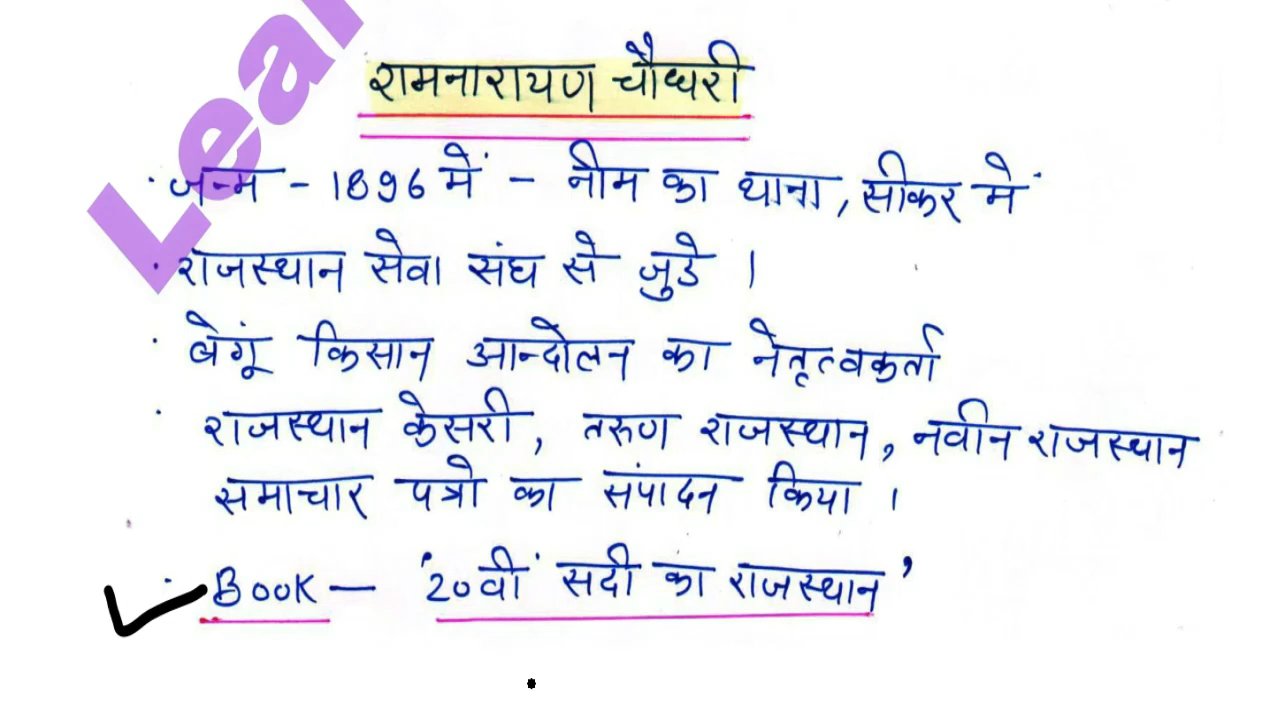 Lear
रामनारायण चौधरी
· जन्म - 1896 में - नीम का थाना, सीकर में
· राजस्थान सेवा संघ से जुडे ।
· बेगूं किसान आन्दोलन का नेतृत्वकर्ता
· राजस्थान केसरी, तरुण राजस्थान, नवीन राजस्थान
समाचार पत्रो का संपादन किया ।
· Book – '20वीं सदी का राजस्थान'